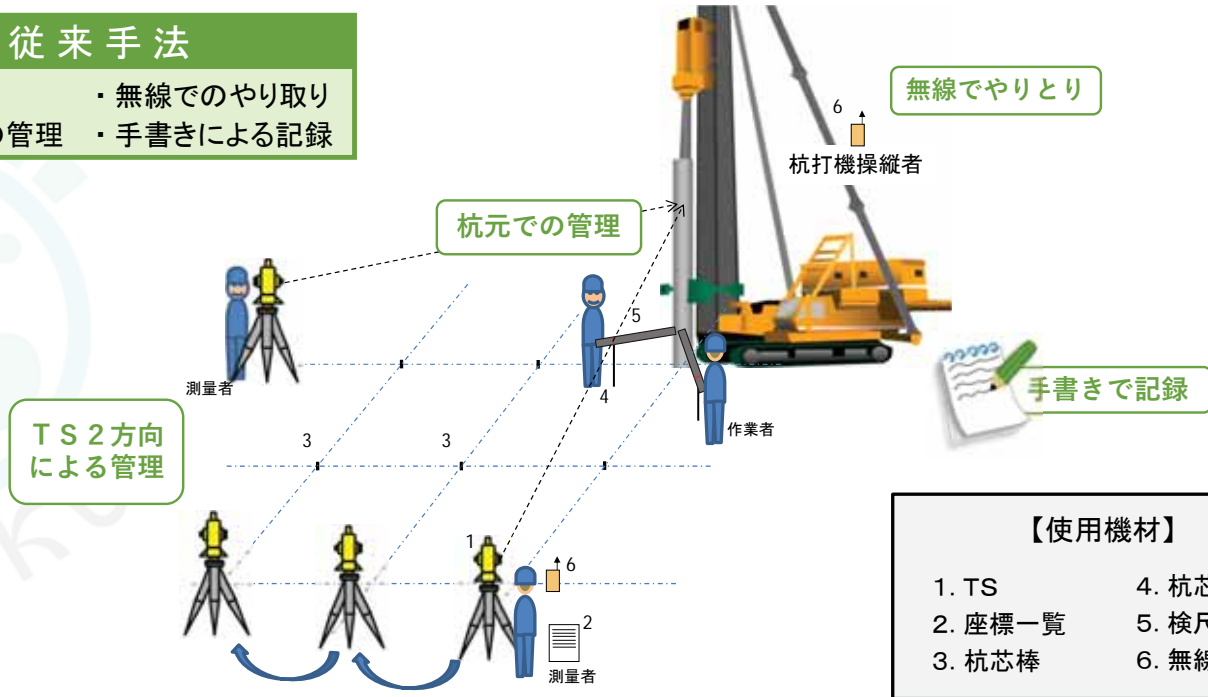 従来手法
・無線でのやり取り
の管理 ・手書きによる記録
無線でやりとり
6
杭打機操縦者
杭元での管理
5
測量者
4
手書きで記録
作業者
TS2方向
による管理
3 3
1
6
2
測量者
【使用機材】
1. TS 4. 杭芯
2. 座標一覧 5. 検尺
3. 杭芯棒 6. 無線